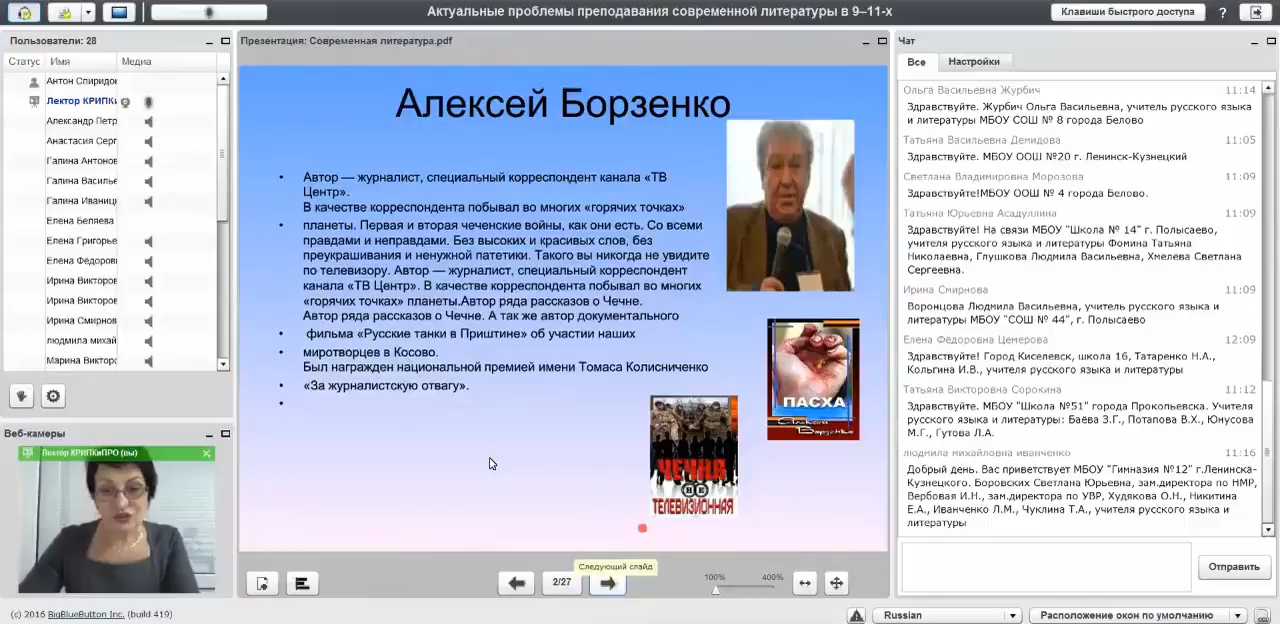 Актуальные проблемы преподавания современной литературы в 9–11-х
Клавиши быстрого доступа
?
Пользователи: 28
Статус Имя Медиа
Антон Спиридон
Лектор КРИПКи
Александр Петр
Анастасия Серг
Галина Антонов
Галина Василье
Галина Иваниц
Елена Беляева
Елена Григорье
Елена Федоров
Ирина Викторов
Ирина Викторов
Ирина Смирнов
людмила михай
Марина Викторс
Веб-камеры
Лектор КРИПКиПРО (вы)
Презентация: Современная литература.pdf
Алексей Борзенко
• Автор — журналист, специальный корреспондент канала «ТВ
Центр».
В качестве корреспондента побывал во многих «горячих точках»
• планеты. Первая и вторая чеченские войны, как они есть. Со всеми
правдами и неправдами. Без высоких и красивых слов, без
преукрашивания и ненужной патетики. Такого вы никогда не увидите
по телевизору. Автор — журналист, специальный корреспондент
канала «ТВ Центр». В качестве корреспондента побывал во многих
«горячих точках» планеты.Автор ряда рассказов о Чечне.
Автор ряда рассказов о Чечне. А так же автор документального
• фильма «Русские танки в Приштине» об участии наших
• миротворцев в Косово.
Был награжден национальной премией имени Томаса Колисниченко
• «За журналистскую отвагу».
•
ПАСХА
Алексей Борзенко
ЧЕЧНЯ
НЕ
ТЕЛЕВИЗИОННАЯ
Следующий слайд
2/27
100% 400%
Чат
Все Настройки
Ольга Васильевна Журбич 11:14
Здравствуйте. Журбич Ольга Васильевна, учитель русского языка
и литературы МБОУ СОШ № 8 города Белово
Татьяна Васильевна Демидова 11:05
Здравствуйте. МБОУ ООШ №20 г. Ленинск-Кузнецкий
Светлана Владимировна Морозова 11:09
Здравствуйте!МБОУ ООШ № 4 города Белово.
Татьяна Юрьевна Асадуллина 11:09
Здравствуйте! На связи МБОУ "Школа № 14" г. Полысаево,
учителя русского языка и литературы Фомина Татьяна
Николаевна, Глушкова Людмила Васильевна, Хмелева Светлана
Сергеевна.
Ирина Смирнова 11:09
Воронцова Людмила Васильевна, учитель русского языка и
литературы МБОУ "СОШ № 44", г. Полысаево
Елена Федоровна Цемерова 12:09
Здравствуйте! Город Киселевск, школа 16, Татаренко Н.А.,
Кольгина И.В., учителя русского языка и литературы
Татьяна Викторовна Сорокина 11:12
Здравствуйте. МБОУ "Школа №51" города Прокопьевска. Учителя
русского языка и литературы: Баева З.Г., Потапова В.Х., Юнусова
М.Г., Гутова Л.А.
людмила михайловна иванченко 11:16
Добрый день. Вас приветствует МБОУ "Гимназия №12" г.Ленинска-
Кузнецкого. Боровских Светлана Юрьевна, зам.директора по НМР,
Вербовая И.Н., зам.директора по УВР, Худякова О.Н., Никитина
Е.А., Иванченко Л.М., Чуклина Т.А., учителя русского языка и
литературы
Отправить
(c) 2016 BigBlueButton Inc. (build 419)
Russian
Расположение окон по умолчанию